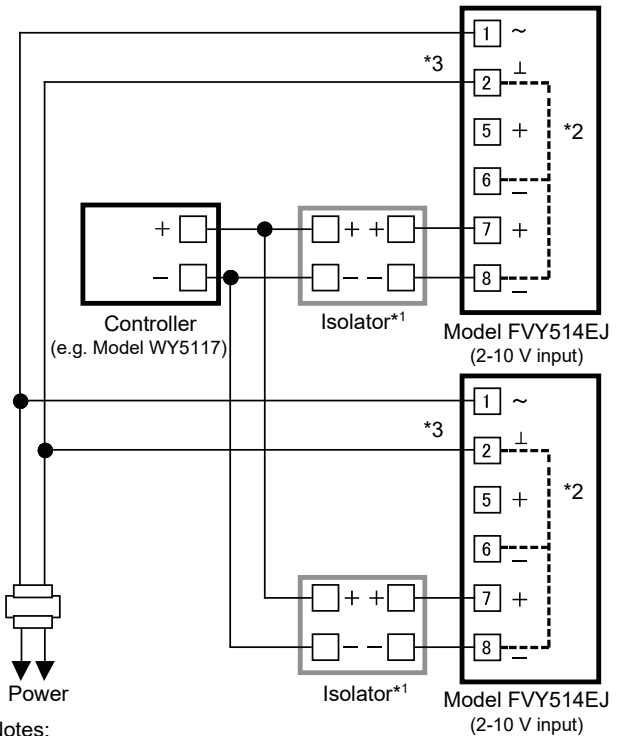 1 ~
*3
2 ⊥
5 + *2
6 −
+ + + 7 +
− − − 8 −
Controller
(e.g. Model WY5117)
Isolator*1
Model FVY514EJ
(2-10 V input)
1 ~
*3
2 ⊥
5 + *2
6 −
+ + 7 +
− − 8 −
Power
Isolator*1
Model FVY514EJ
(2-10 V input)